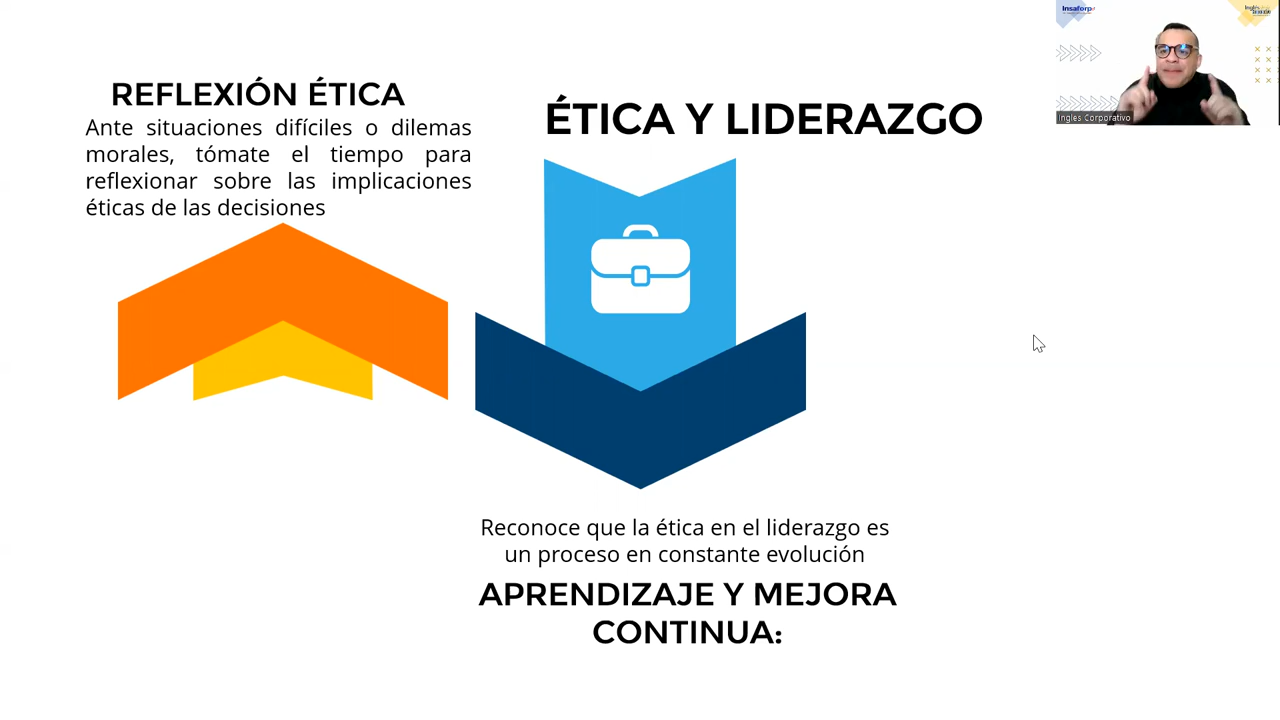 REFLEXIÓN ÉTICA
Ante situaciones difíciles o dilemas
morales, tómate el tiempo para
reflexionar sobre las implicaciones
éticas de las decisiones
ÉTICA Y LIDERAZGO
Reconoce que la ética en el liderazgo es
un proceso en constante evolución
APRENDIZAJE Y MEJORA
CONTINUA:
Insaforp
Ingles Corporativo